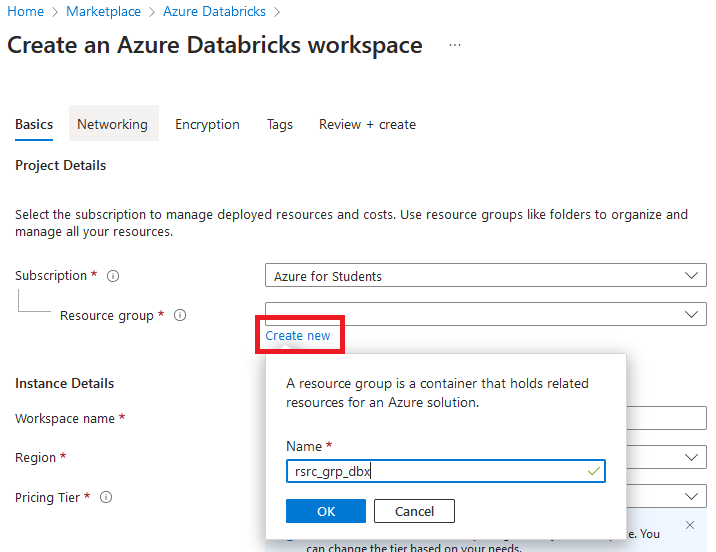 Home > Marketplace > Azure Databricks >
Create an Azure Databricks workspace ...
Basics Networking Encryption Tags Review + create
Project Details
Select the subscription to manage deployed resources and costs. Use resource groups like folders to organize and
manage all your resources.
Subscription * Azure for Students
Resource group *
Create new
A resource group is a container that holds related
resources for an Azure solution.
Instance Details
Workspace name *
Name *
Region *
rsrc_grp_dbx
Pricing Tier *
OK Cancel
You
can change the tier based on your needs.